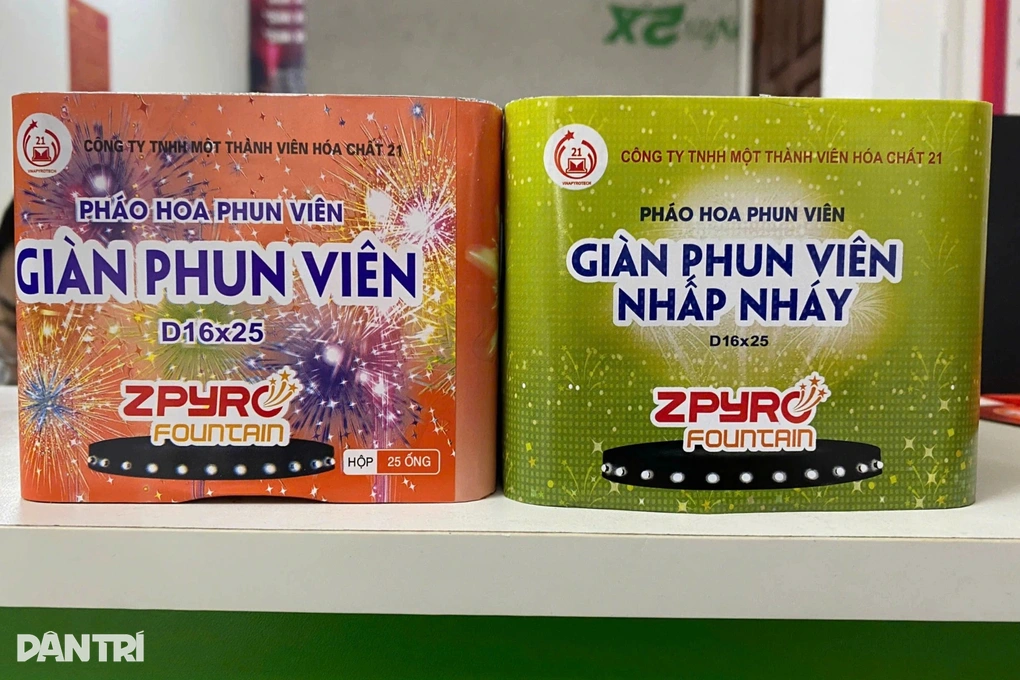 21
CÔNG TY TNHH MỘT THÀNH VIÊN HÓA CHẤT 21
PHÁO HOA PHUN VIÊN
GIÀN PHUN VIÊN
D16x25
ZPYRO
FOUNTAIN
HỘP 25 ỐNG
21
CÔNG TY TNHH MỘT THÀNH VIÊN HÓA CHẤT 21
PHÁO HOA PHUN VIÊN
GIÀN PHUN VIÊN
NHẤP NHÁY
D16x25
ZPYRO
FOUNTAIN
DÂN TRÍ